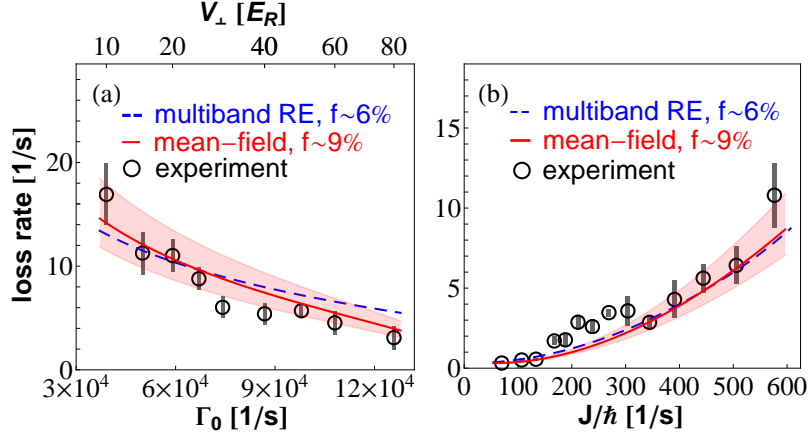 V⊥ [E_R]
10 20 40 60 80
(a)
multiband RE, f~6%
mean−field, f~9%
experiment
loss rate [1/s]
20
10
0
3×10⁴ 6×10⁴ 9×10⁴ 12×10⁴
Γ₀ [1/s]
(b)
multiband RE, f~6%
mean−field, f~9%
experiment
15
10
5
0
0 100 200 300 400 500 600
J/ℏ [1/s]